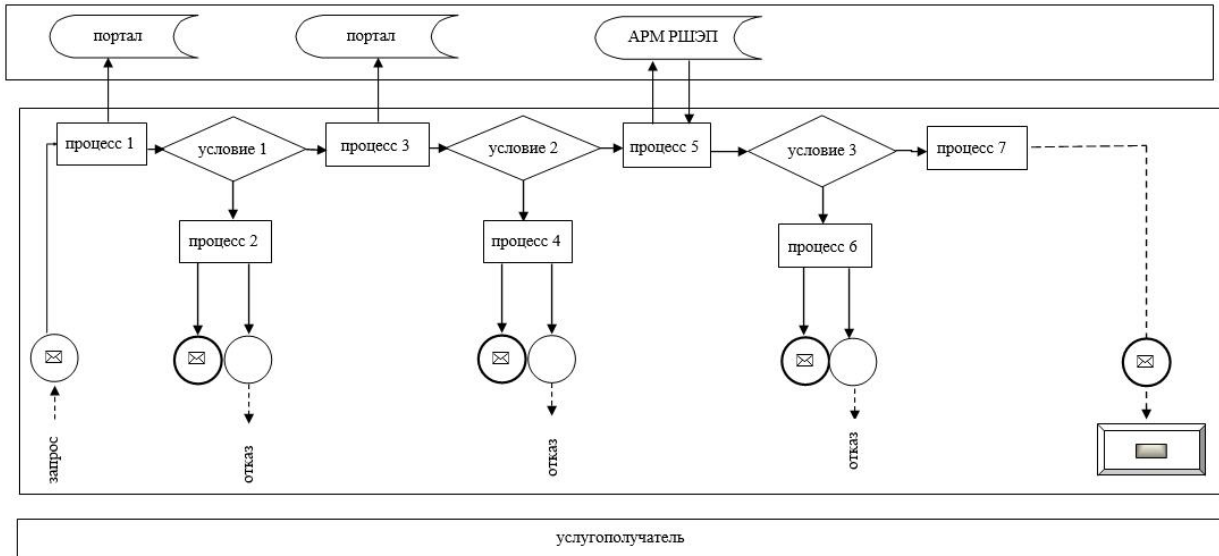 портал
портал
АРМ РШЭП
процесс 1
условие 1
процесс 3
условие 2
процесс 5
условие 3
процесс 7
процесс 2
процесс 4
процесс 6
запрос
отказ
отказ
отказ
услугополучатель